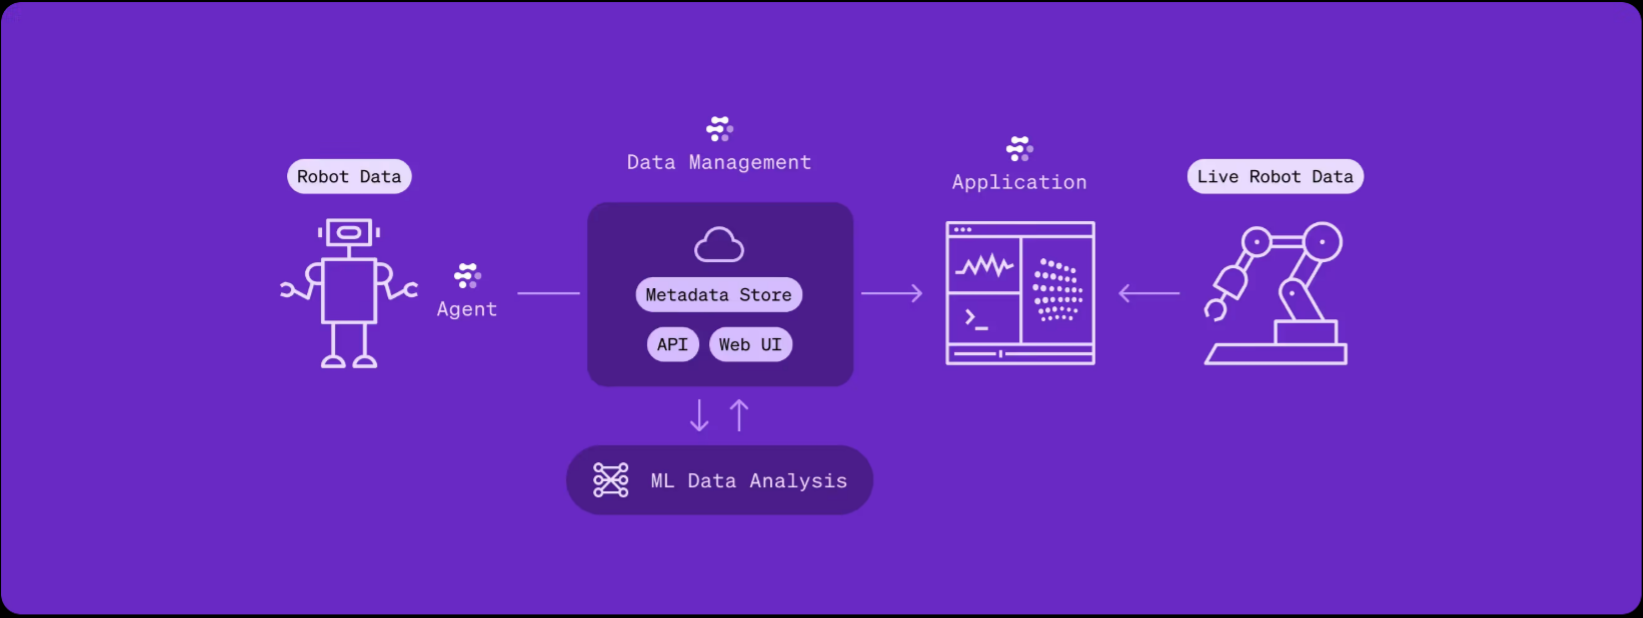 Data Management
Robot Data
Application
Live Robot Data
Agent
Metadata Store
API
Web UI
>_
ML Data Analysis